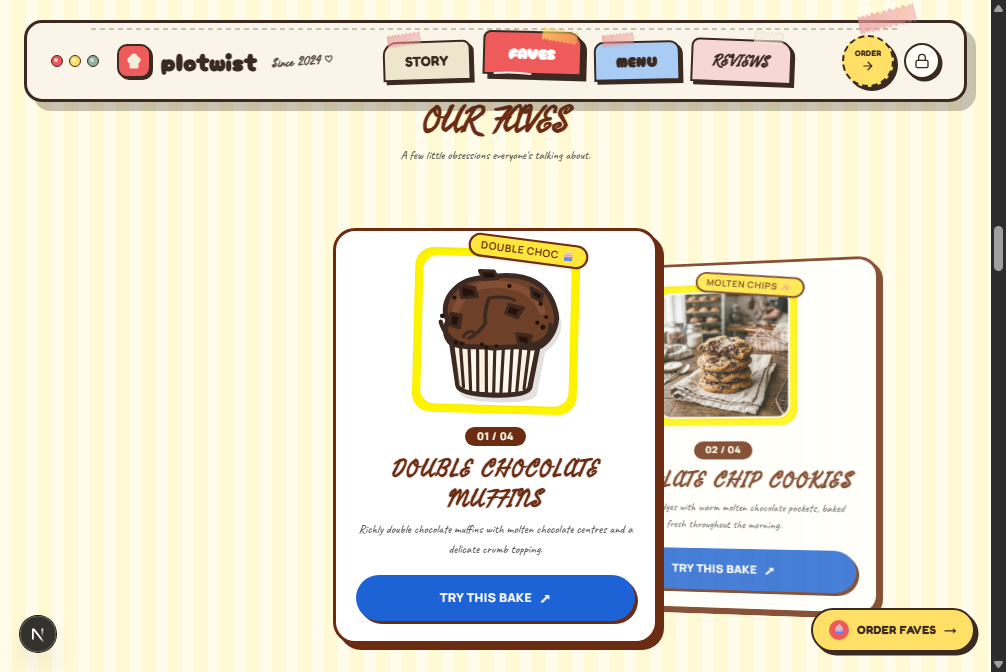 plotwist
Since 2024 ♡
STORY
FAVES
MENU
REVIEWS
ORDER
→
OUR FAVES
A few little obsessions everyone's talking about.
DOUBLE CHOC 🧁
01 / 04
DOUBLE CHOCOLATE
MUFFINS
Richly double chocolate muffins with molten chocolate centres and a
delicate crumb topping.
TRY THIS BAKE ↗
MOLTEN CHIPS
02 / 04
LATE CHIP COOKIES
with warm molten chocolate pockets, baked
fresh throughout the morning.
TRY THIS BAKE ↗
N
ORDER FAVES →